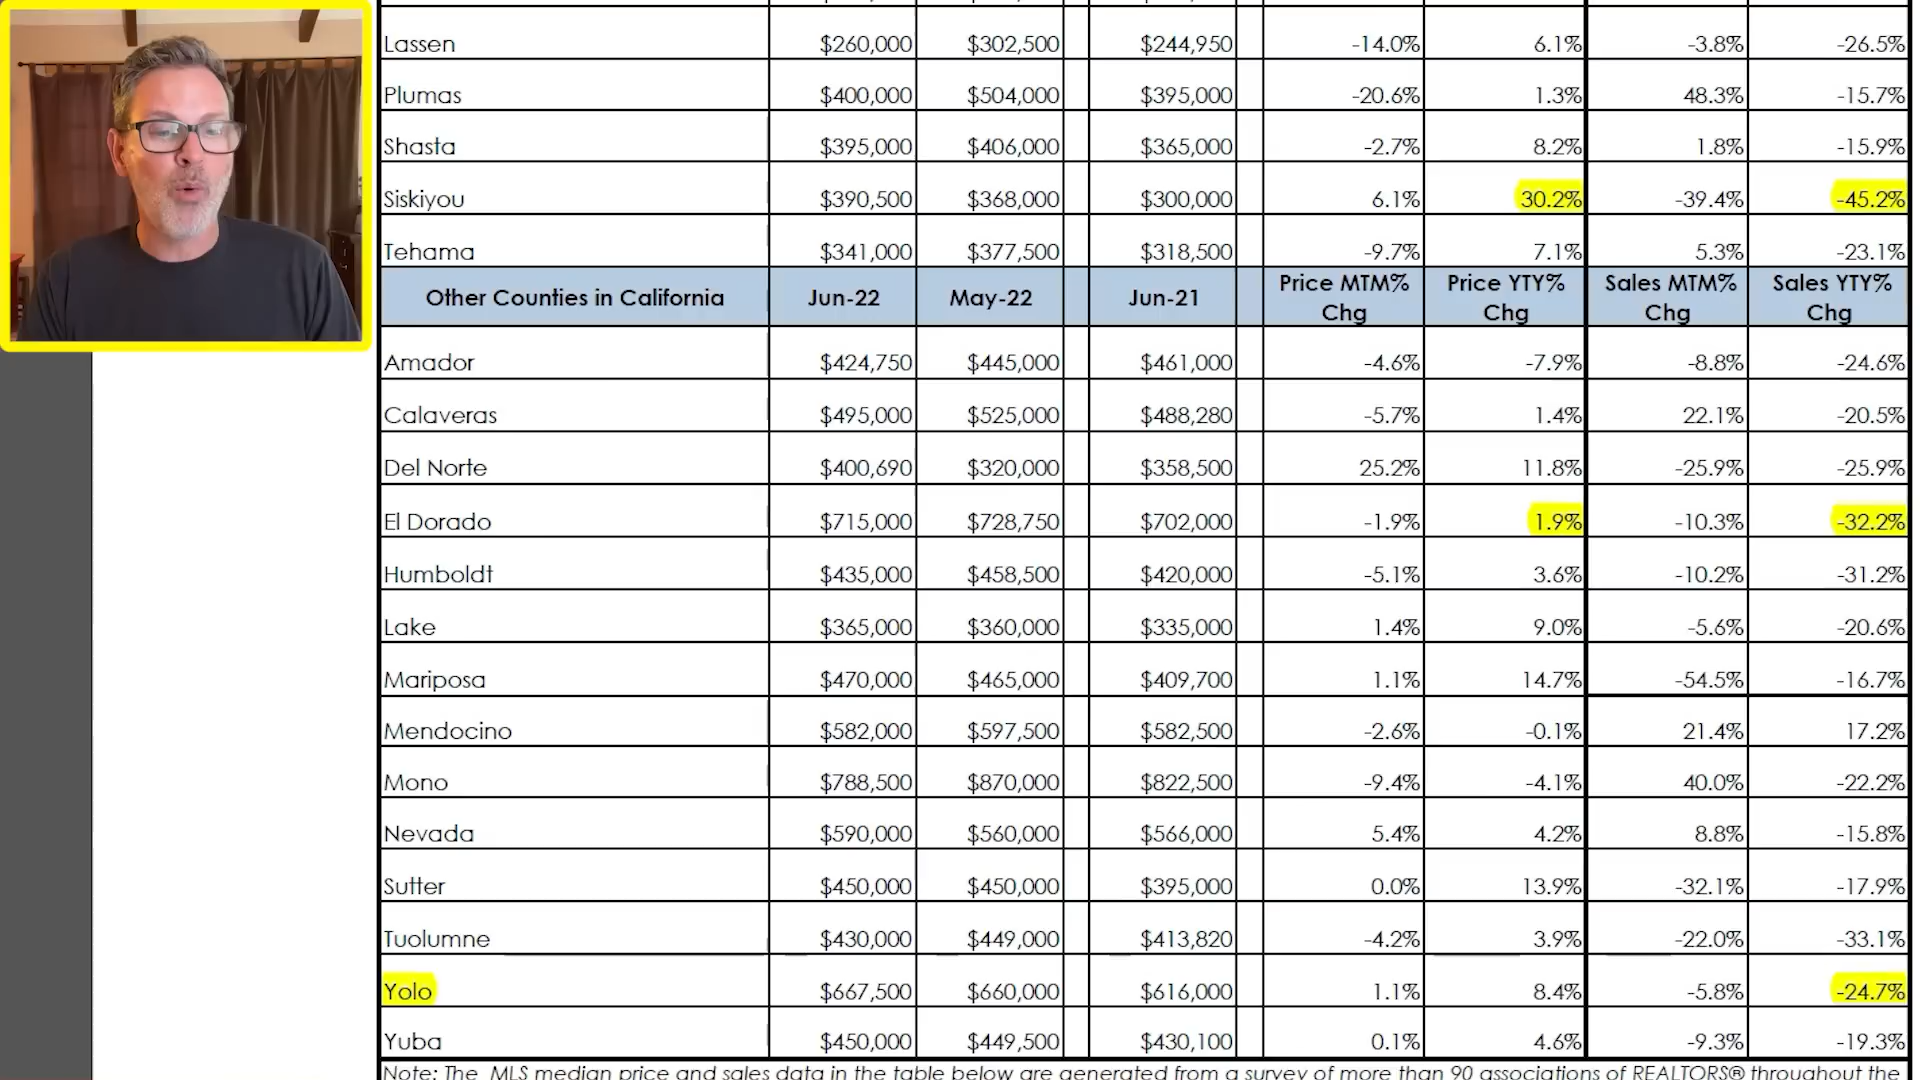 Lassen $260,000 $302,500 $244,950 -14.0% 6.1% -3.8% -26.5%
Plumas $400,000 $504,000 $395,000 -20.6% 1.3% 48.3% -15.7%
Shasta $395,000 $406,000 $365,000 -2.7% 8.2% 1.8% -15.9%
Siskiyou $390,500 $368,000 $300,000 6.1% 30.2% -39.4% -45.2%
Tehama $341,000 $377,500 $318,500 -9.7% 7.1% 5.3% -23.1%
Other Counties in California Jun-22 May-22 Jun-21 Price MTM% Chg Price YTY% Chg Sales MTM% Chg Sales YTY% Chg
Amador $424,750 $445,000 $461,000 -4.6% -7.9% -8.8% -24.6%
Calaveras $495,000 $525,000 $488,280 -5.7% 1.4% 22.1% -20.5%
Del Norte $400,690 $320,000 $358,500 25.2% 11.8% -25.9% -25.9%
El Dorado $715,000 $728,750 $702,000 -1.9% 1.9% -10.3% -32.2%
Humboldt $435,000 $458,500 $420,000 -5.1% 3.6% -10.2% -31.2%
Lake $365,000 $360,000 $335,000 1.4% 9.0% -5.6% -20.6%
Mariposa $470,000 $465,000 $409,700 1.1% 14.7% -54.5% -16.7%
Mendocino $582,000 $597,500 $582,500 -2.6% -0.1% 21.4% 17.2%
Mono $788,500 $870,000 $822,500 -9.4% -4.1% 40.0% -22.2%
Nevada $590,000 $560,000 $566,000 5.4% 4.2% 8.8% -15.8%
Sutter $450,000 $450,000 $395,000 0.0% 13.9% -32.1% -17.9%
Tuolumne $430,000 $449,000 $413,820 -4.2% 3.9% -22.0% -33.1%
Yolo $667,500 $660,000 $616,000 1.1% 8.4% -5.8% -24.7%
Yuba $450,000 $449,500 $430,100 0.1% 4.6% -9.3% -19.3%
Note: The MLS median price and sales data in the table below are generated from a survey of more than 90 associations of REALTORS® throughout the